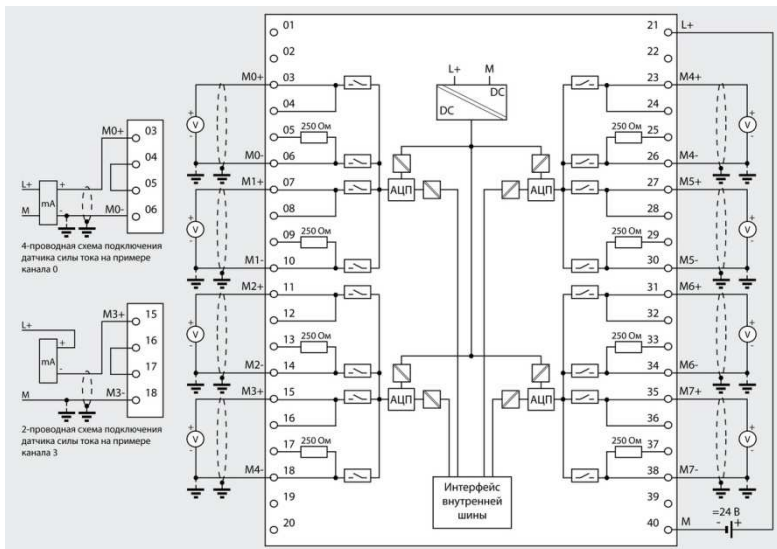 01
02
M0+ 03
04
05 250 Ом
M0- 06
M1+ 07
08
09 250 Ом
M1- 10
M2+ 11
12
13 250 Ом
M2- 14
M3+ 15
16
17 250 Ом
M4- 18
19
20
V
+
-
V
+
-
V
+
-
V
+
-
M0+ 03
04
05
M0- 06
L+
M
+
-
mA
4-проводная схема подключения
датчика силы тока на примере
канала 0
M3+ 15
16
17
M3- 18
L+
M
+
-
mA
2-проводная схема подключения
датчика силы тока на примере
канала 3
L+ M
DC
DC
АЦП
АЦП
АЦП
АЦП
Интерфейс
внутренней
шины
21 L+
22
23 M4+
24
250 Ом 25
26 M4-
27 M5+
28
250 Ом 29
30 M5-
31 M6+
32
250 Ом 33
34 M6-
35 M7+
36
250 Ом 37
38 M7-
39
40 M
V
+
-
V
+
-
V
+
-
V
+
-
=24 В
- +